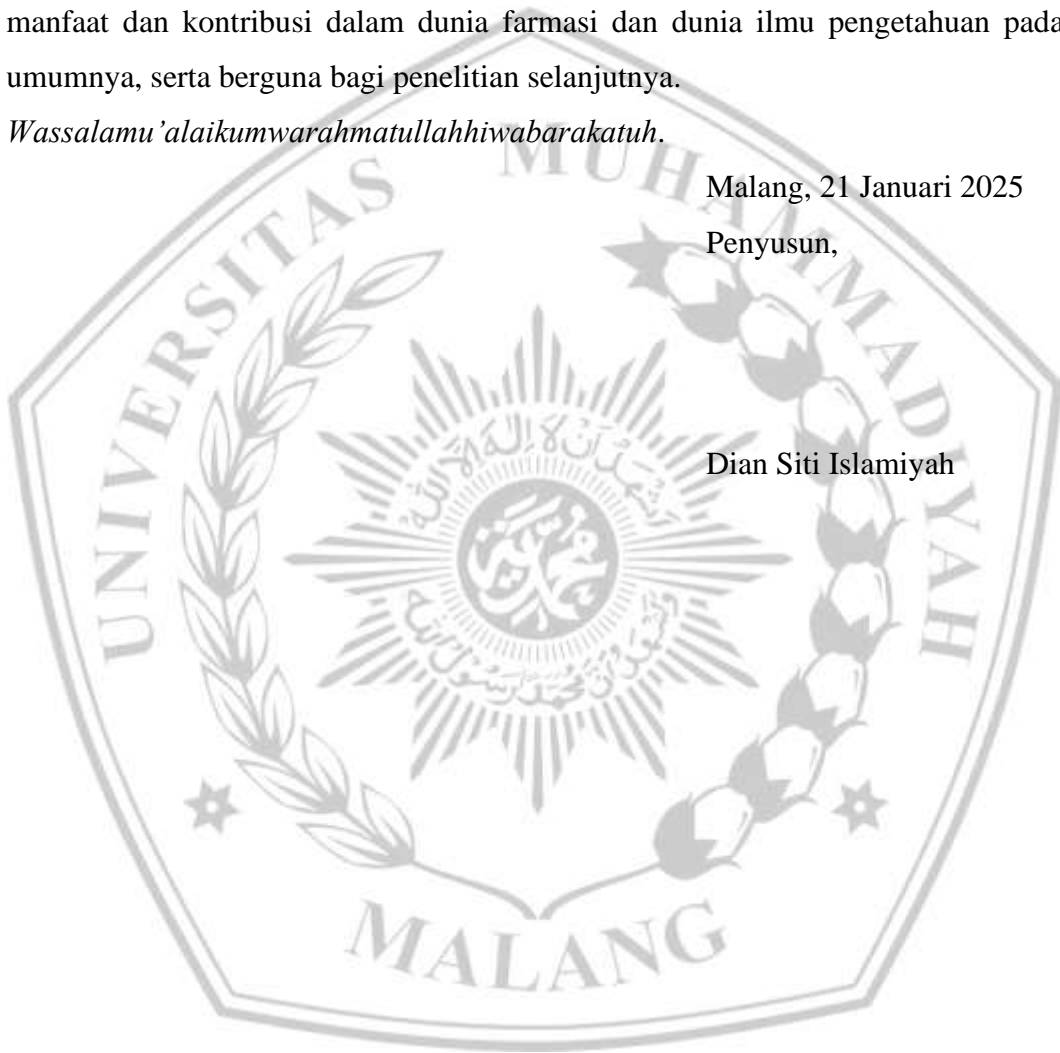 manfaat dan kontribusi dalam dunia farmasi dan dunia ilmu pengetahuan pada
umumnya, serta berguna bagi penelitian selanjutnya.
Wassalamu’alaikumwarahmatullahhiwabarakatuh.
Malang, 21 Januari 2025
Penyusun,
Dian Siti Islamiyah
UNIVERSITAS MUHAMMADIYAH
MALANG